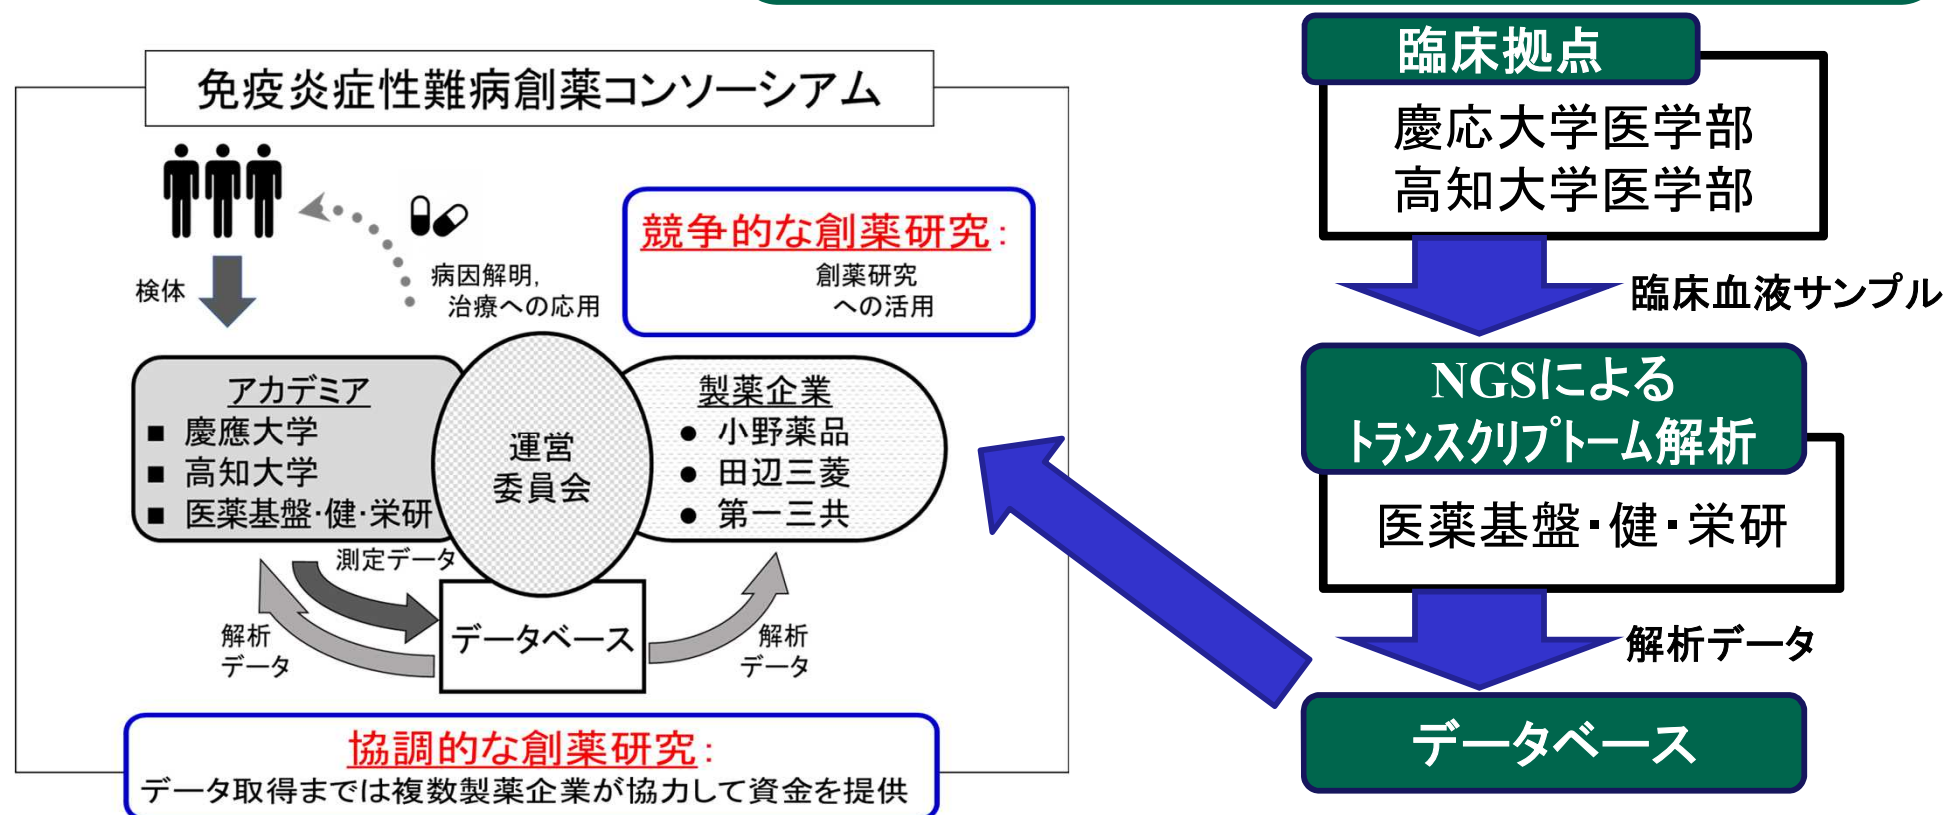 免疫炎症性難病創薬コンソーシアム
検体
病因解明,
治療への応用
競争的な創薬研究:
創薬研究
への活用
アカデミア
■ 慶應大学
■ 高知大学
■ 医薬基盤・健・栄研
運営
委員会
製薬企業
● 小野薬品
● 田辺三菱
● 第一三共
測定データ
解析
データ
データベース
解析
データ
協調的な創薬研究:
データ取得までは複数製薬企業が協力して資金を提供
臨床拠点
慶応大学医学部
高知大学医学部
臨床血液サンプル
NGSによる
トランスクリプトーム解析
医薬基盤・健・栄研
解析データ
データベース